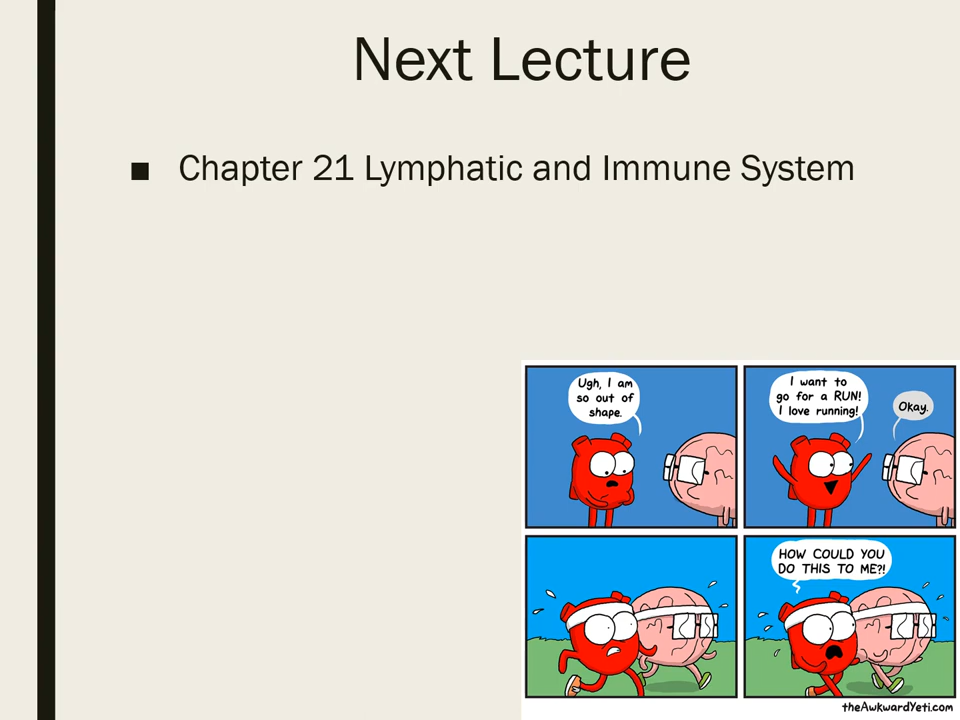 Next Lecture
■ Chapter 21 Lymphatic and Immune System
Ugh, I am
so out of
shape.
I want to
go for a RUN!
I love running!
Okay.
HOW COULD YOU
DO THIS TO ME?!
theAwkwardYeti.com